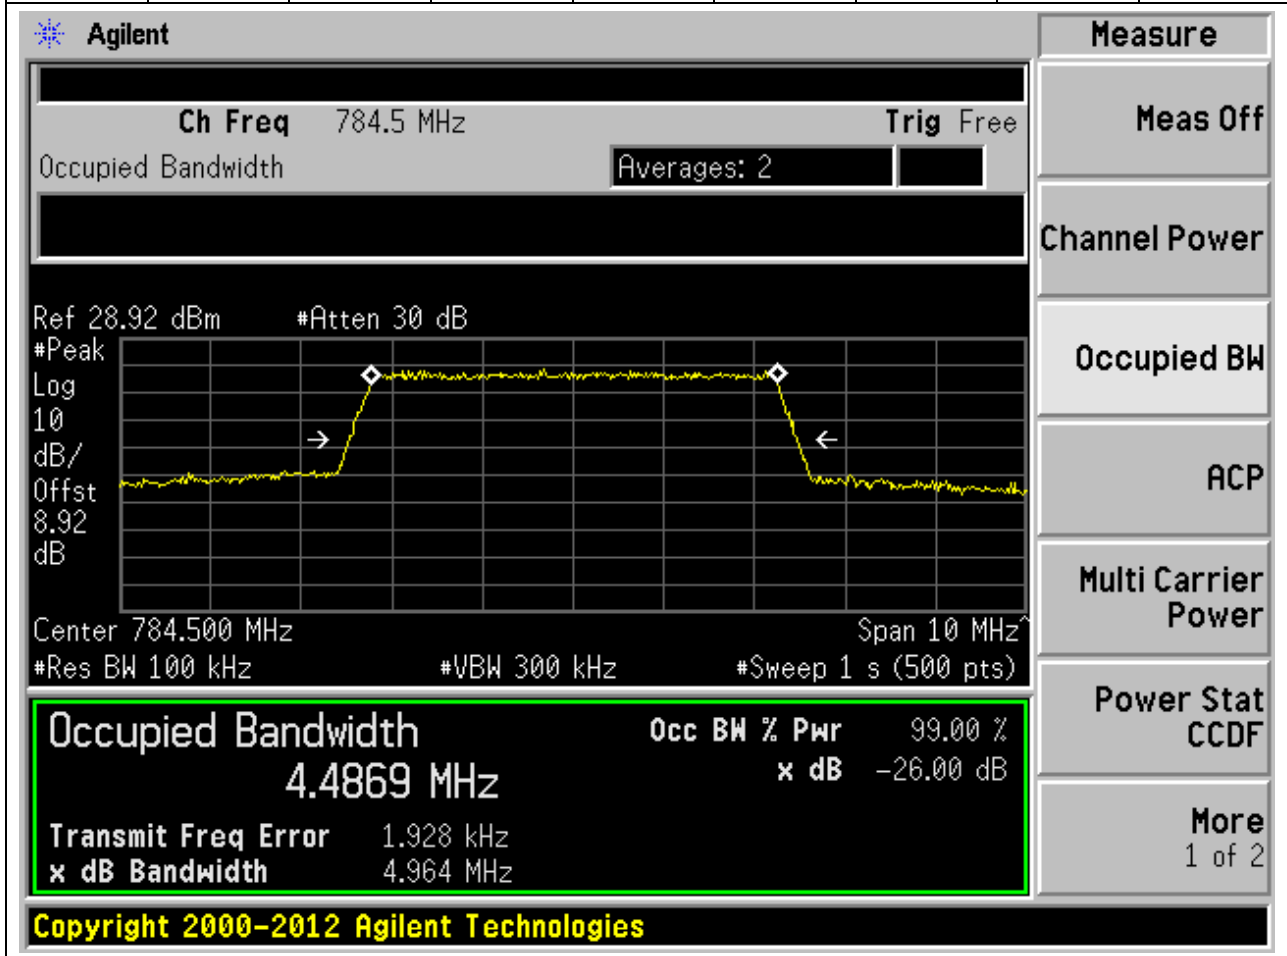 Agilent
Measure
Ch Freq 784.5 MHz Trig Free
Occupied Bandwidth Averages: 2
Meas Off
Channel Power
Occupied BW
ACP
Multi Carrier
Power
Power Stat
CCDF
More
1 of 2
Ref 28.92 dBm #Atten 30 dB
#Peak
Log
10
dB/
Offst
8.92
dB
Center 784.500 MHz Span 10 MHz^
#Res BW 100 kHz #VBW 300 kHz #Sweep 1 s (500 pts)
Occupied Bandwidth Occ BW % Pwr 99.00 %
4.4869 MHz x dB -26.00 dB
Transmit Freq Error 1.928 kHz
x dB Bandwidth 4.964 MHz
Copyright 2000-2012 Agilent Technologies